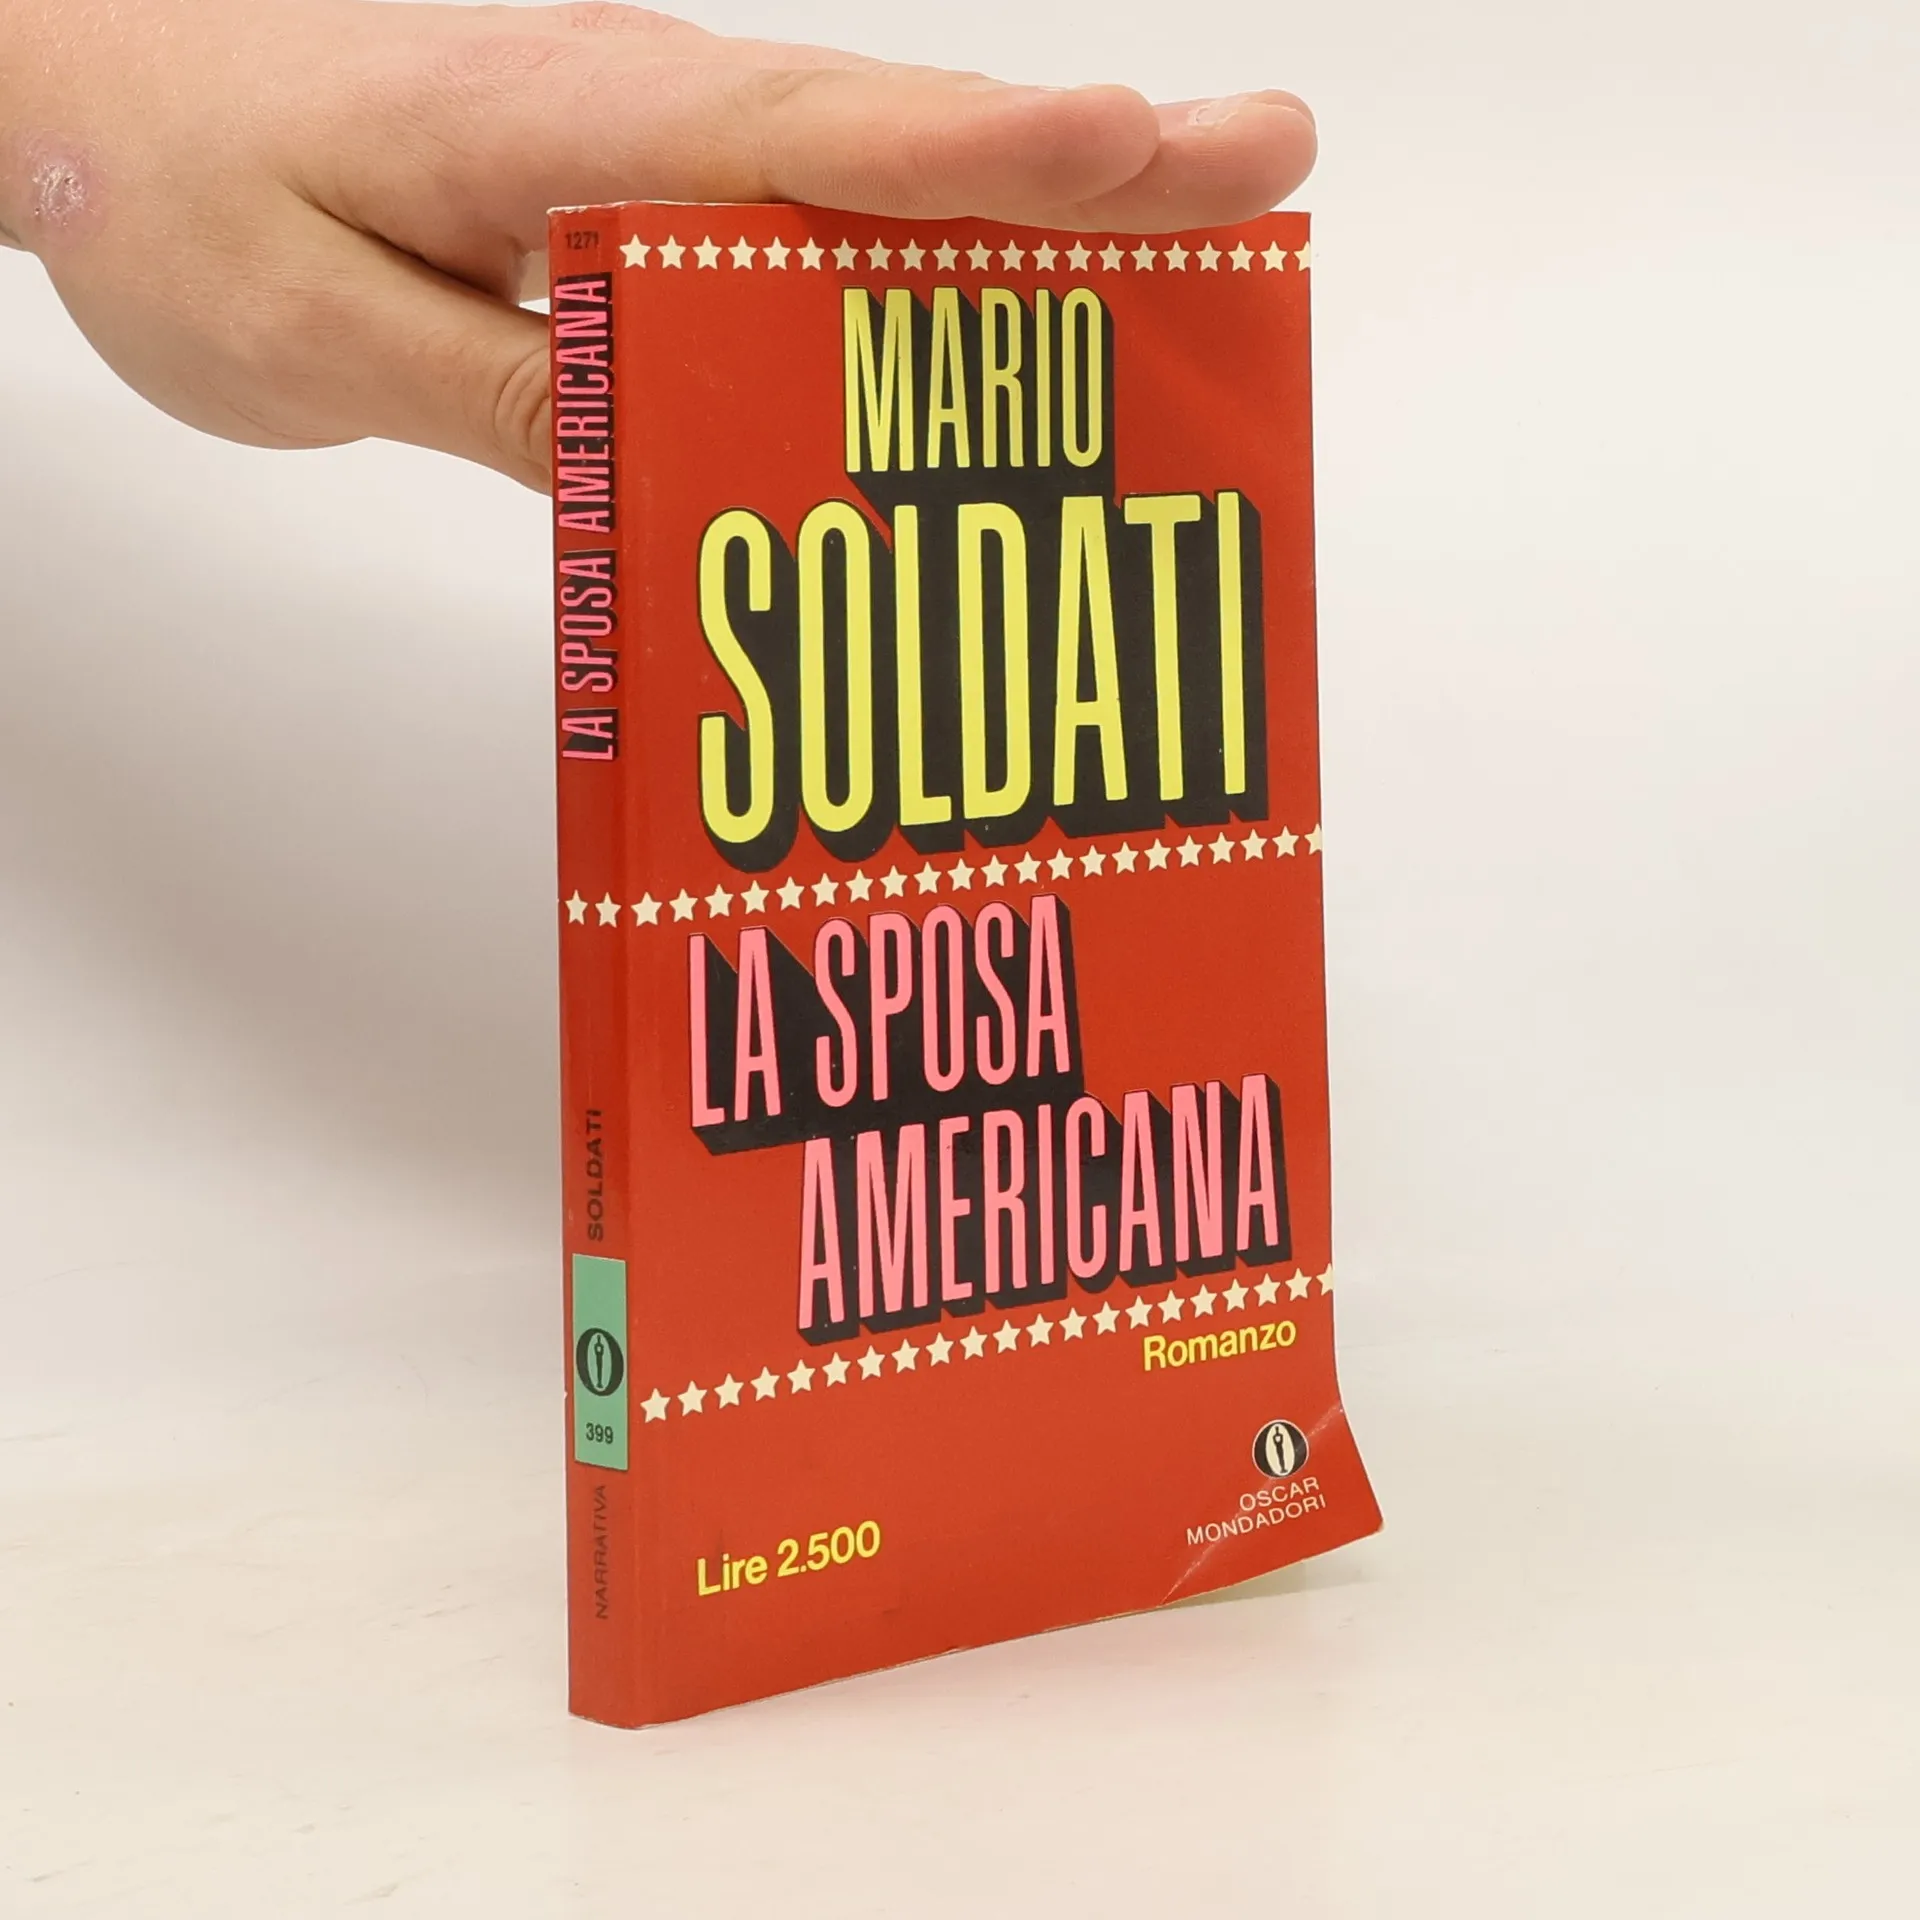 1271
LA SPOSA AMERICANA
SOLDATI
399
NARRATIVA
MARIO
SOLDATI
LA SPOSA
AMERICANA
Romanzo
OSCAR
MONDADORI
Lire 2.500